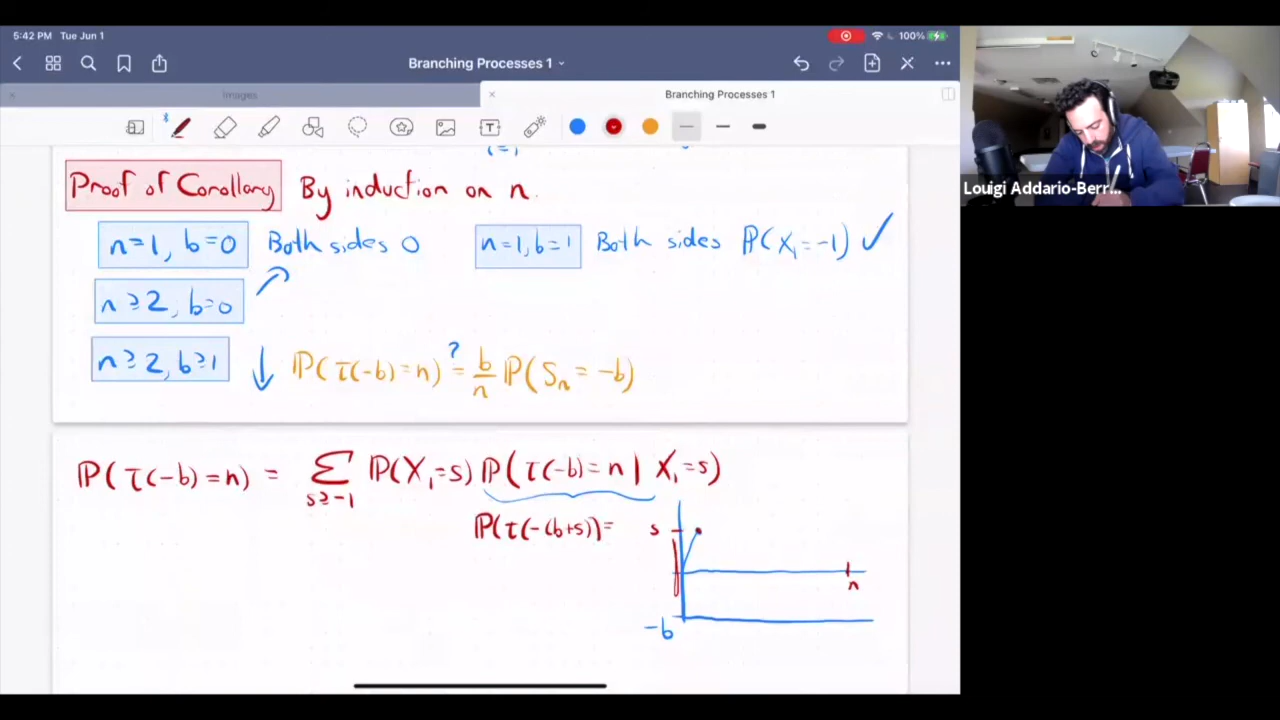 5:42 PM Tue Jun 1
100%
Branching Processes 1
Images
Branching Processes 1
Proof of Corollary By induction on n.
n=1, b=0 Both sides 0 n=1, b=1 Both sides ℙ(X₁=-1) ✓
n≥2, b=0
n≥2, b≥1 ↓ ℙ(τ(-b)=n) ?= b/n ℙ(Sₙ=-b)
ℙ(τ(-b)=n) = Σ s≥-1 ℙ(X₁=s) ℙ(τ(-b)=n | X₁=s)
ℙ(τ(-(b+s))= s
n
-b
Louigi Addario-Berr...